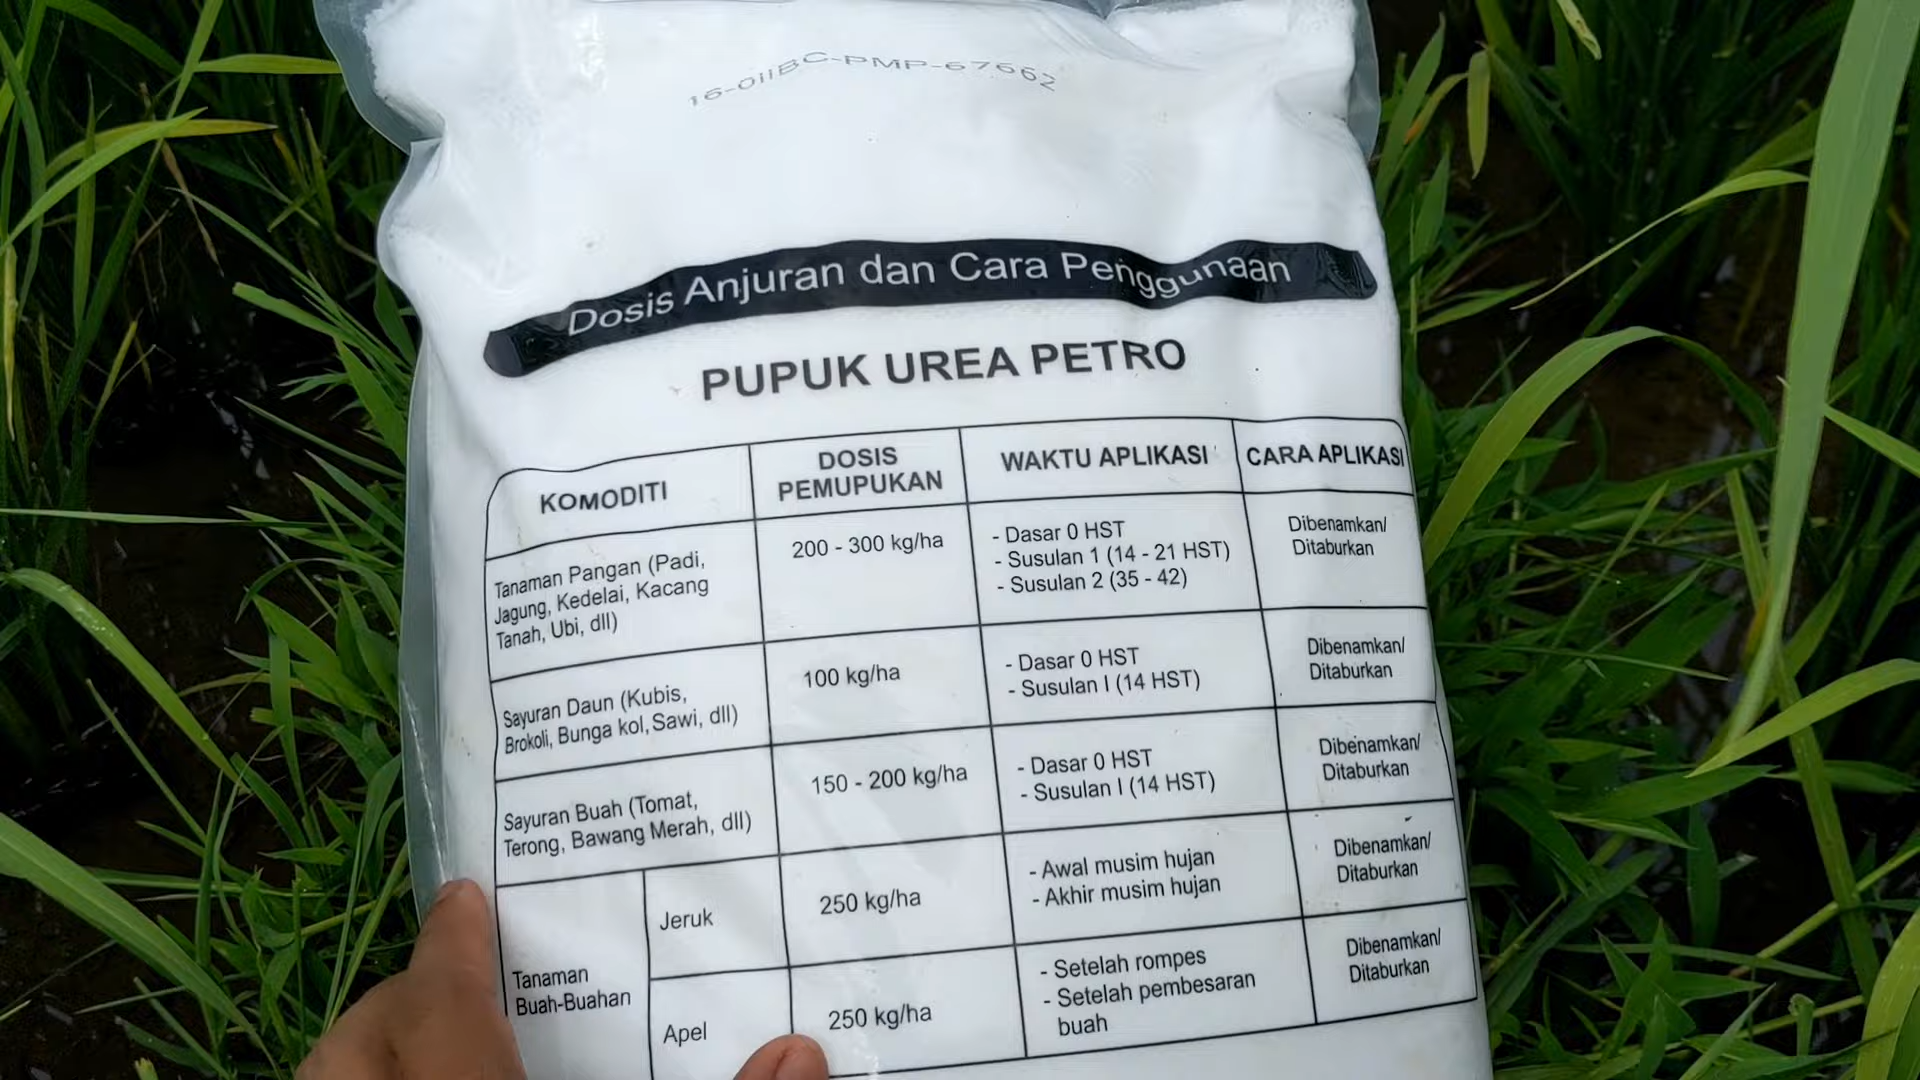 16-011BC-PMP-67662
Dosis Anjuran dan Cara Penggunaan
PUPUK UREA PETRO
KOMODITI
DOSIS
PEMUPUKAN
WAKTU APLIKASI
CARA APLIKASI
Tanaman Pangan (Padi,
Jagung, Kedelai, Kacang
Tanah, Ubi, dll)
200 - 300 kg/ha
- Dasar 0 HST
- Susulan 1 (14 - 21 HST)
- Susulan 2 (35 - 42)
Dibenamkan/
Ditaburkan
Sayuran Daun (Kubis,
Brokoli, Bunga kol, Sawi, dll)
100 kg/ha
- Dasar 0 HST
- Susulan I (14 HST)
Dibenamkan/
Ditaburkan
Sayuran Buah (Tomat,
Terong, Bawang Merah, dll)
150 - 200 kg/ha
- Dasar 0 HST
- Susulan I (14 HST)
Dibenamkan/
Ditaburkan
Tanaman
Buah-Buahan
Jeruk
250 kg/ha
- Awal musim hujan
- Akhir musim hujan
Dibenamkan/
Ditaburkan
Apel
250 kg/ha
- Setelah rompes
- Setelah pembesaran
buah
Dibenamkan/
Ditaburkan